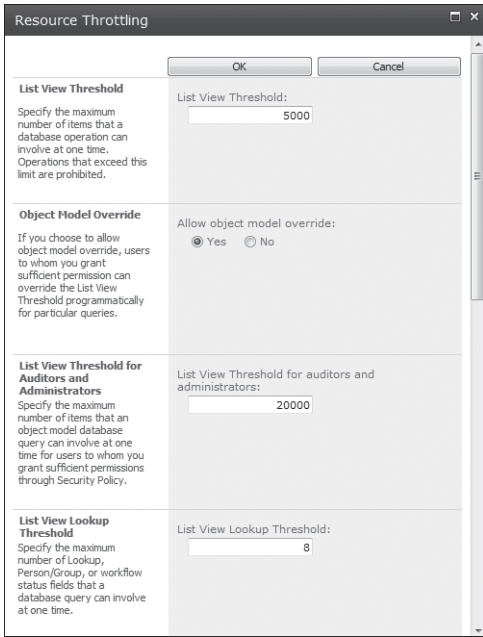 Resource Throttling
OK
Cancel
List View Threshold
Specify the maximum
number of items that a
database operation can
involve at one time.
Operations that exceed this
limit are prohibited.
List View Threshold:
5000
Object Model Override
If you choose to allow
object model override, users
to whom you grant
sufficient permission can
override the List View
Threshold programmatically
for particular queries.
Allow object model override:
Yes
No
List View Threshold for
Auditors and
Administrators
Specify the maximum
number of items that an
object model database
query can involve at one
time for users to whom you
grant sufficient permissions
through Security Policy.
List View Threshold for auditors and
administrators:
20000
List View Lookup
Threshold
Specify the maximum
number of Lookup,
Person/Group, or workflow
status fields that a
database query can involve
at one time.
List View Lookup Threshold:
8